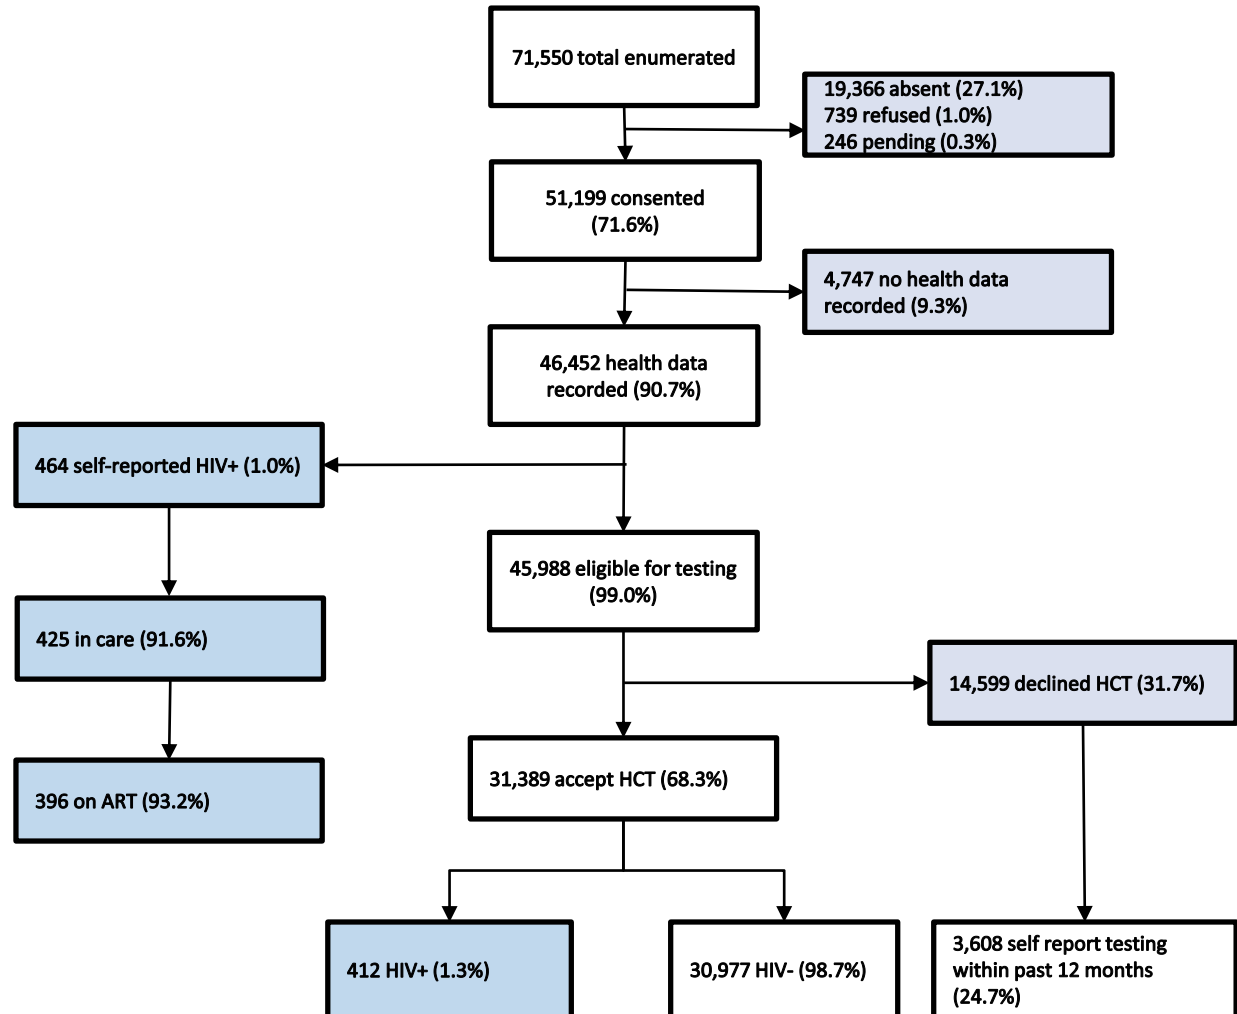 71,550 total enumerated
19,366 absent (27.1%)
739 refused (1.0%)
246 pending (0.3%)
51,199 consented
(71.6%)
4,747 no health data
recorded (9.3%)
46,452 health data
recorded (90.7%)
464 self-reported HIV+ (1.0%)
45,988 eligible for testing
(99.0%)
425 in care (91.6%)
14,599 declined HCT (31.7%)
396 on ART (93.2%)
31,389 accept HCT (68.3%)
412 HIV+ (1.3%)
30,977 HIV- (98.7%)
3,608 self report testing
within past 12 months
(24.7%)